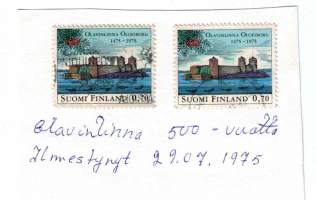 OLAVINLINNA OLOFSBORG
1475-1975
SUOMI FINLAND 0,70
OLAVINLINNA OLOFSBORG
1475-1975
SUOMI FINLAND 0,70
Olavinlinna 500-vuotta
Ilmestynyt 29.07.1975